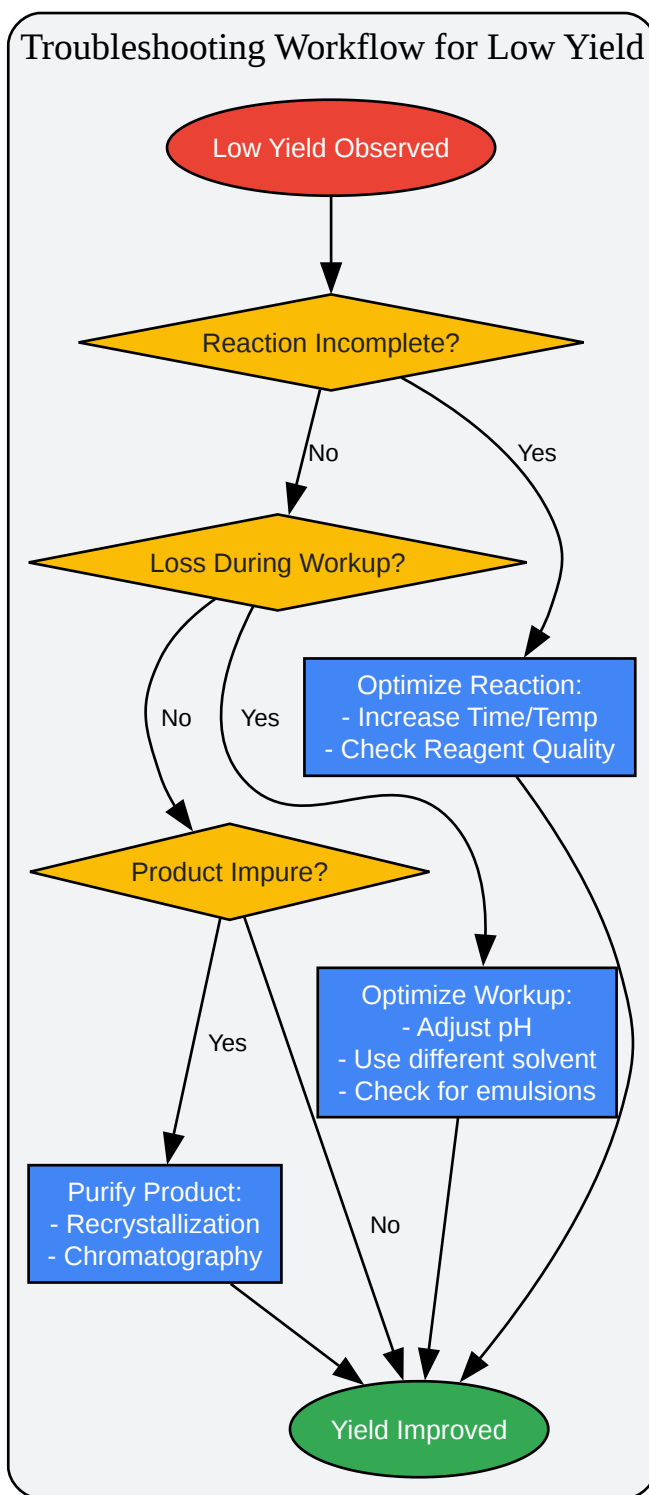 Troubleshooting Workflow for Low Yield
Low Yield Observed
Reaction Incomplete?
No
Yes
Loss During Workup?
Optimize Reaction:
- Increase Time/Temp
- Check Reagent Quality
No
Yes
Product Impure?
Optimize Workup:
- Adjust pH
- Use different solvent
- Check for emulsions
Yes
Purify Product:
- Recrystallization
- Chromatography
No
Yield Improved